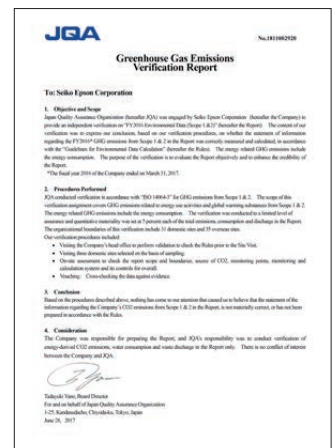 JQA
No.1811002920
Greenhouse Gas Emissions
Verification Report
To: Seiko Epson Corporation
1. Objective and Scope
Japan Quality Assurance Organization (hereafter JQA) was engaged by Seiko Epson Corporation (hereafter the Company) to
provide an independent verification on "FY2016 Environmental Data (Scope 1 &2)" (hereafter the Report). The content of our
verification was to express our conclusion, based on our verification procedures, on whether the statement of information
regarding the FY2016* GHG emissions from Scope 1 & 2 in the Report was correctly measured and calculated, in accordance
with the "Guidelines for Environmental Data Calculation" (hereafter the Rules). The energy related GHG emissions include
the energy consumption. The purpose of the verification is to evaluate the Report objectively and to enhance the credibility of
the Report.
*The fiscal year 2016 of the Company ended on March 31, 2017.
2. Procedures Performed
JQA conducted verification in accordance with "ISO 14064-3" for GHG emissions from Scope 1 & 2. The scope of this
verification assignment covers GHG emissions related to energy use activities and global warming substances from Scope 1 & 2.
The energy related GHG emissions include the energy consumption. The verification was conducted to a limited level of
assurance and quantitative materiality was set at 5 percent each of the total emissions, consumption and discharge in the Report.
The organizational boundaries of this verification include 31 domestic sites and 35 overseas sites.
Our verification procedures included:
• Visiting the Company's head office to perform validation to check the Rules prior to the Site Visit.
• Visiting three domestic sites selected on the basis of sampling.
• On-site assessment to check the report scope and boundaries, source of CO2, monitoring points, monitoring and
calculation system and its controls for overall.
• Vouching: Cross-checking the data against evidence.
3. Conclusion
Based on the procedures described above, nothing has come to our attention that caused us to believe that the statement of the
information regarding the Company's CO2 emissions from Scope 1 & 2 in the Report, is not materially correct, or has not been
prepared in accordance with the Rules.
4. Consideration
The Company was responsible for preparing the Report, and JQA's responsibility was to conduct verification of
energy-derived CO2 emissions, water consumption and waste discharge in the Report only. There is no conflict of interest
between the Company and JQA.
Tadayuki Yano, Board Director
For and on behalf of Japan Quality Assurance Organization
1-25, Kandasudacho, Chiyoda-ku, Tokyo, Japan
June 28, 2017